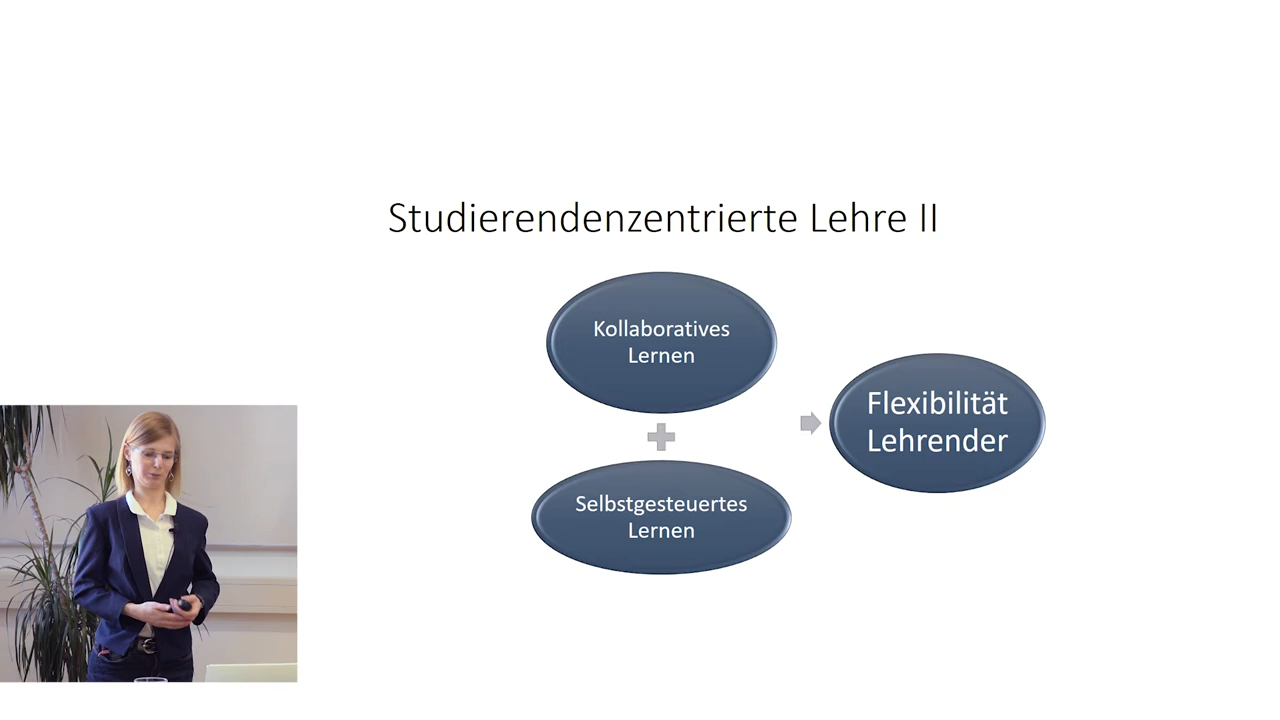 Studierendenzentrierte Lehre II
Kollaboratives
Lernen
Selbstgesteuertes
Lernen
Flexibilität
Lehrender